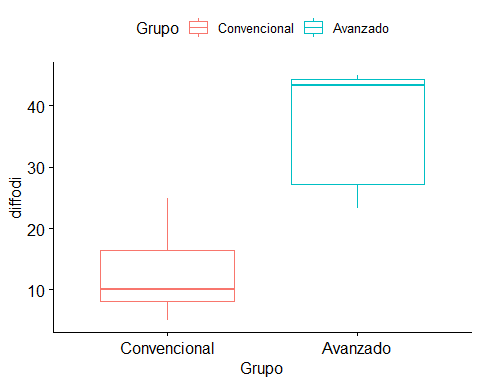 Grupo Convencional Avanzado
diffodi
40
30
20
10
Convencional Avanzado
Grupo